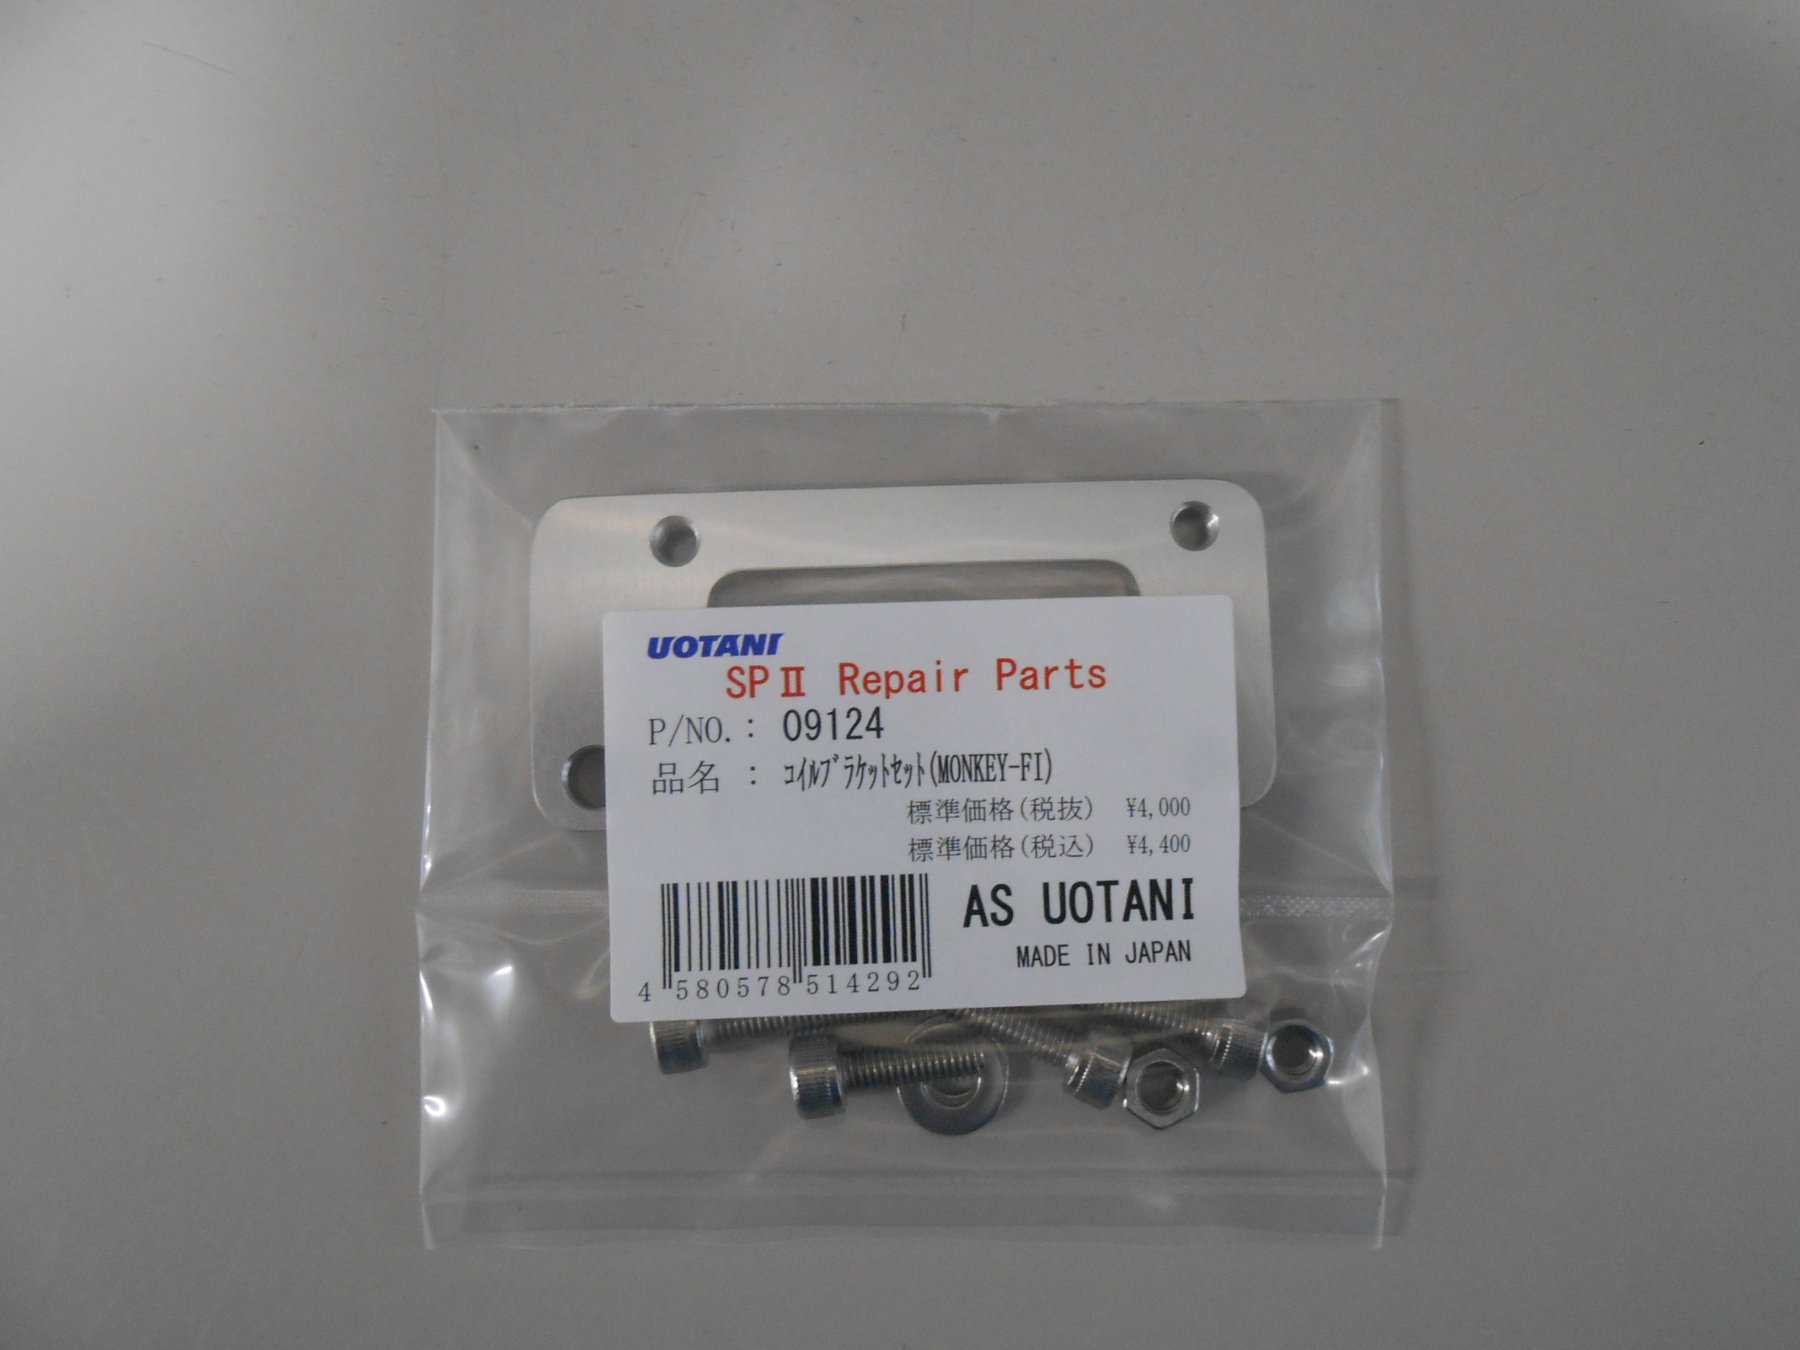 UOTANI
SPⅡ Repair Parts
P/NO.: 09124
品名 : ｺｲﾙﾌﾞﾗｹｯﾄｾｯﾄ(MONKEY-FI)
標準価格(税抜) ¥4,000
標準価格(税込) ¥4,400
AS UOTANI
MADE IN JAPAN
4 580578 514292